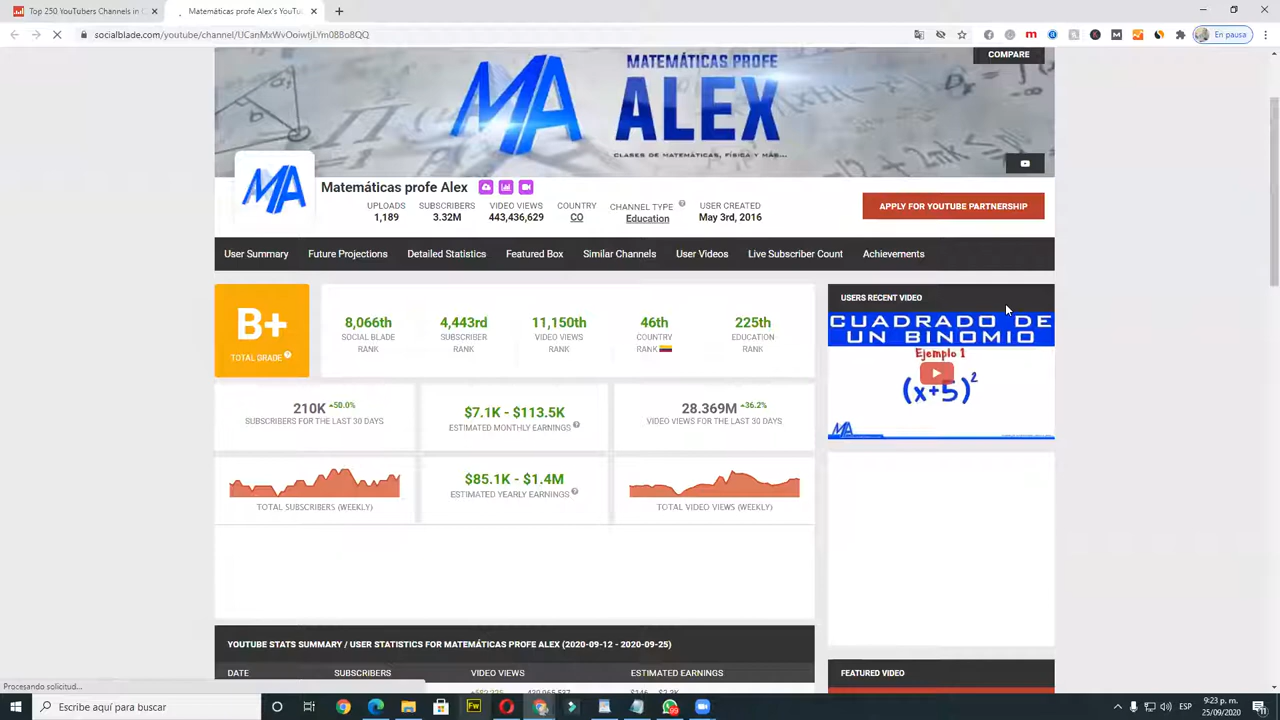 Top 250 YouTubers Channels in C
Matemáticas profe Alex's YouTu
socialblade.com/youtube/channel/UCanMxWvOoiwtjLYm08Bo8QQ
En pausa
COMPARE
MATEMÁTICAS PROFE
MA ALEX
CLASES DE MATEMÁTICAS, FÍSICA Y MÁS...
MA
Matemáticas profe Alex
UPLOADS SUBSCRIBERS VIDEO VIEWS COUNTRY CHANNEL TYPE USER CREATED
1,189 3.32M 443,436,629 CO Education May 3rd, 2016
APPLY FOR YOUTUBE PARTNERSHIP
User Summary Future Projections Detailed Statistics Featured Box Similar Channels User Videos Live Subscriber Count Achievements
B+
TOTAL GRADE
8,066th 4,443rd 11,150th 46th 225th
SOCIAL BLADE SUBSCRIBER VIDEO VIEWS COUNTRY EDUCATION
RANK RANK RANK RANK RANK
USERS RECENT VIDEO
CUADRADO DE
UN BINOMIO
Ejemplo 1
(x+5)²
MA
210K 50.0%
SUBSCRIBERS FOR THE LAST 30 DAYS
$7.1K - $113.5K
ESTIMATED MONTHLY EARNINGS
28.369M 36.2%
VIDEO VIEWS FOR THE LAST 30 DAYS
TOTAL SUBSCRIBERS (WEEKLY)
$85.1K - $1.4M
ESTIMATED YEARLY EARNINGS
TOTAL VIDEO VIEWS (WEEKLY)
YOUTUBE STATS SUMMARY / USER STATISTICS FOR MATEMÁTICAS PROFE ALEX (2020-09-12 - 2020-09-25)
DATE SUBSCRIBERS VIDEO VIEWS ESTIMATED EARNINGS
FEATURED VIDEO
Procesando solicitud...
Escribe aquí para buscar
Fw
99
ESP
9:23 p. m.
25/09/2020